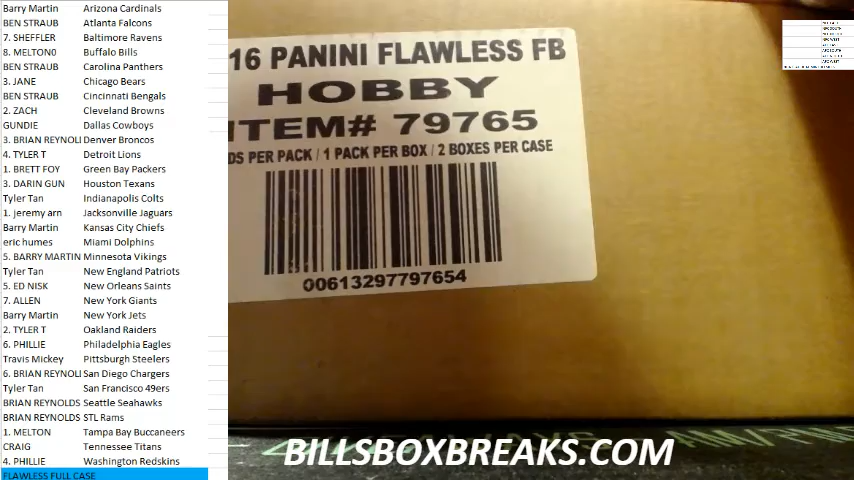 Barry Martin Arizona Cardinals
BEN STRAUB Atlanta Falcons
7. SHEFFLER Baltimore Ravens
8. MELTON0 Buffalo Bills
BEN STRAUB Carolina Panthers
3. JANE Chicago Bears
BEN STRAUB Cincinnati Bengals
2. ZACH Cleveland Browns
GUNDIE Dallas Cowboys
3. BRIAN REYNOLI Denver Broncos
4. TYLER T Detroit Lions
1. BRETT FOY Green Bay Packers
3. DARIN GUN Houston Texans
Tyler Tan Indianapolis Colts
1. jeremy arn Jacksonville Jaguars
Barry Martin Kansas City Chiefs
eric humes Miami Dolphins
5. BARRY MARTIN Minnesota Vikings
Tyler Tan New England Patriots
5. ED NISK New Orleans Saints
7. ALLEN New York Giants
Barry Martin New York Jets
2. TYLER T Oakland Raiders
6. PHILLIE Philadelphia Eagles
Travis Mickey Pittsburgh Steelers
6. BRIAN REYNOLI San Diego Chargers
Tyler Tan San Francisco 49ers
BRIAN REYNOLDS Seattle Seahawks
BRIAN REYNOLDS STL Rams
1. MELTON Tampa Bay Buccaneers
CRAIG Tennessee Titans
4. PHILLIE Washington Redskins
FLAWLESS FULL CASE
16 PANINI FLAWLESS FB
HOBBY
ITEM# 79765
DS PER PACK / 1 PACK PER BOX / 2 BOXES PER CASE
00613297797654
BILLSBOXBREAKS.COM